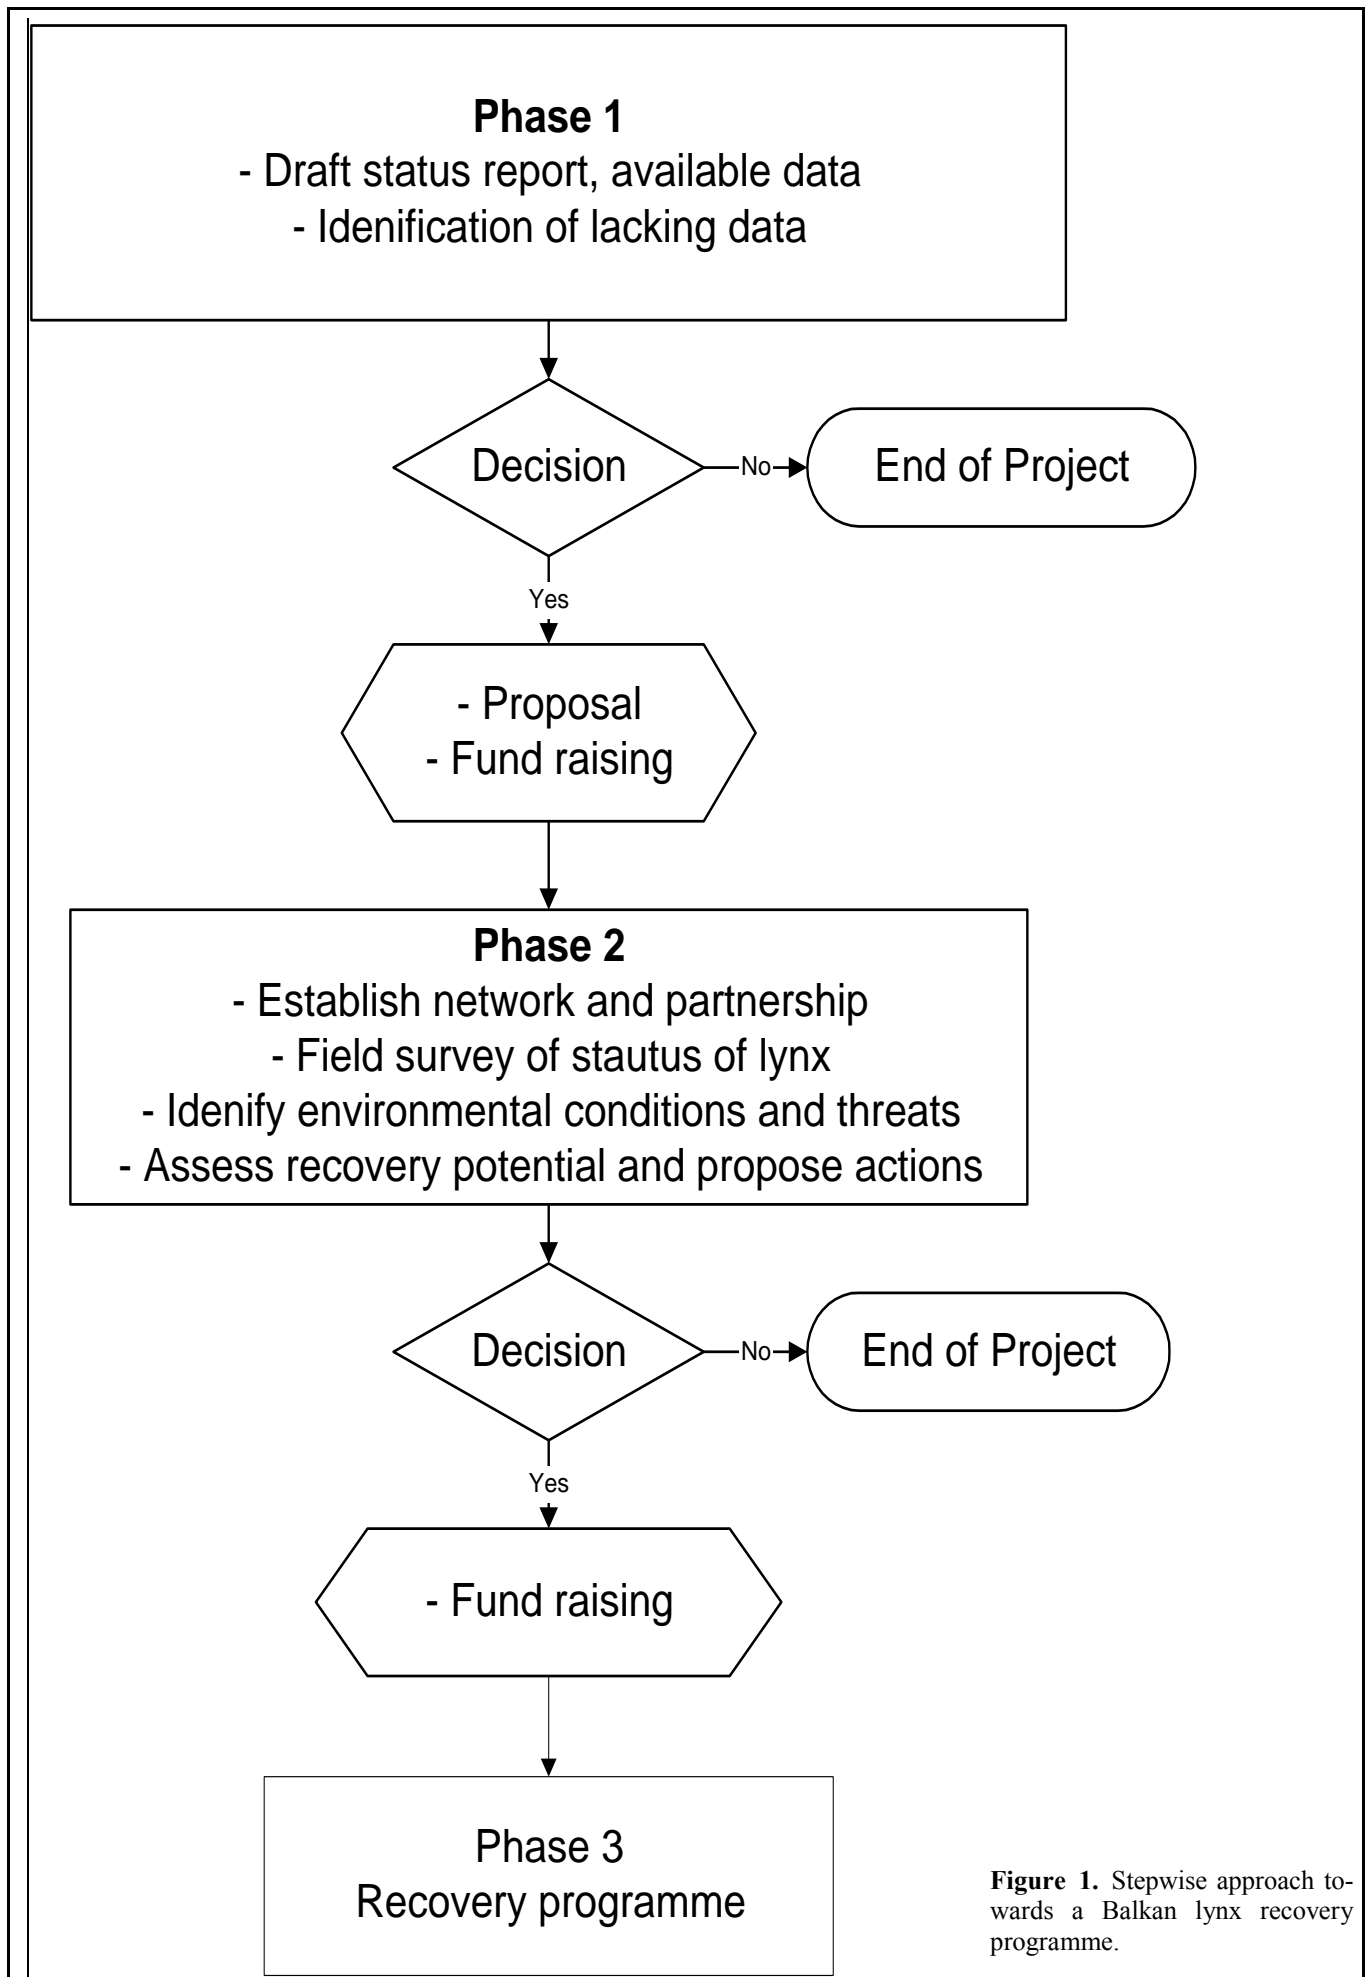 Phase 1
- Draft status report, available data
- Idenification of lacking data
Decision
No
End of Project
Yes
- Proposal
- Fund raising
Phase 2
- Establish network and partnership
- Field survey of stautus of lynx
- Idenify environmental conditions and threats
- Assess recovery potential and propose actions
Decision
No
End of Project
Yes
- Fund raising
Phase 3
Recovery programme
Figure 1. Stepwise approach to-
wards a Balkan lynx recovery
programme.